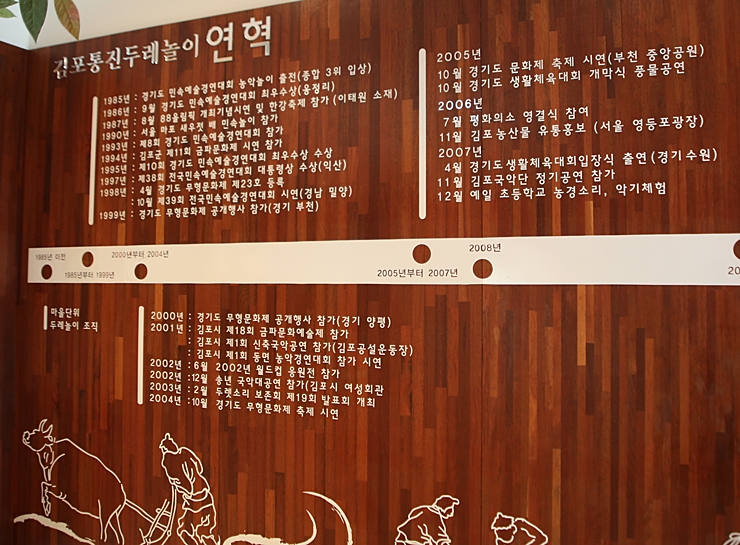 김포통진두레놀이 연혁
1985년 : 경기도 민속예술경연대회 농악놀이 출전(종합 3위 입상)
1986년 : 9월 경기도 민속예술경연대회 최우수상(용정리)
1987년 : 8월 88올림픽 개최기념시연 및 한강축제 참가 (이태원 소재)
1990년 : 서울 마포 새우젓 배 민속놀이 참가
1993년 : 제8회 경기도 민속예술경연대회 참가
1994년 : 김포군 제11회 금파문화제 시연 참가
1995년 : 제10회 경기도 민속예술경연대회 최우수상 수상
1997년 : 제38회 전국민속예술경연대회 대통령상 수상(익산)
1998년 : 4월 경기도 무형문화제 제23호 등록
: 10월 제39회 전국민속예술경연대회 시연(경남 밀양)
1999년 : 경기도 무형문화제 공개행사 참가(경기 부천)
2005년
10월 경기도 문화제 축제 시연(부천 중앙공원)
10월 경기도 생활체육대회 개막식 풍물공연
2006년
7월 평화의소 영결식 참여
11월 김포농산물 유통홍보 (서울 영등포광장)
2007년
4월 경기도생활체육대회입장식 출연(경기수원)
11월 김포국악단 정기공연 참가
12월 예일 초등학교 농경소리, 악기체험
1985년 이전
1985년부터 1999년
2000년부터 2004년
2005년부터 2007년
2008년
20
마을단위
두레놀이 조직
2000년 : 경기도 무형문화제 공개행사 참가(경기 양평)
2001년 : 김포시 제18회 금파문화예술제 참가
: 김포시 제1회 신축국악공연 참가(김포공설운동장)
: 김포시 제1회 동면 농악경연대회 참가 시연
2002년 : 6월 2002년 월드컵 응원전 참가
2002년 : 12월 송년 국악대공연 참가(김포시 여성회관
2003년 : 2월 두렛소리 보존회 제19회 발표회 개최
2004년 : 10월 경기도 무형문화제 축제 시연